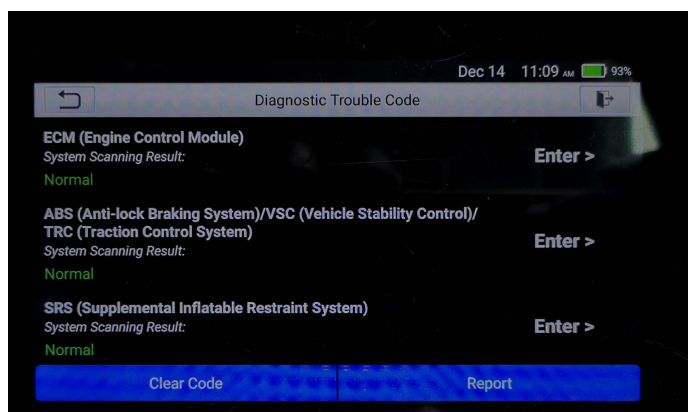 Dec 14 11:09 AM 93%
Diagnostic Trouble Code
ECM (Engine Control Module)
System Scanning Result:
Enter >
Normal
ABS (Anti-lock Braking System)/VSC (Vehicle Stability Control)/
TRC (Traction Control System)
Enter >
System Scanning Result:
Normal
SRS (Supplemental Inflatable Restraint System)
System Scanning Result:
Enter >
Normal
Clear Code Report